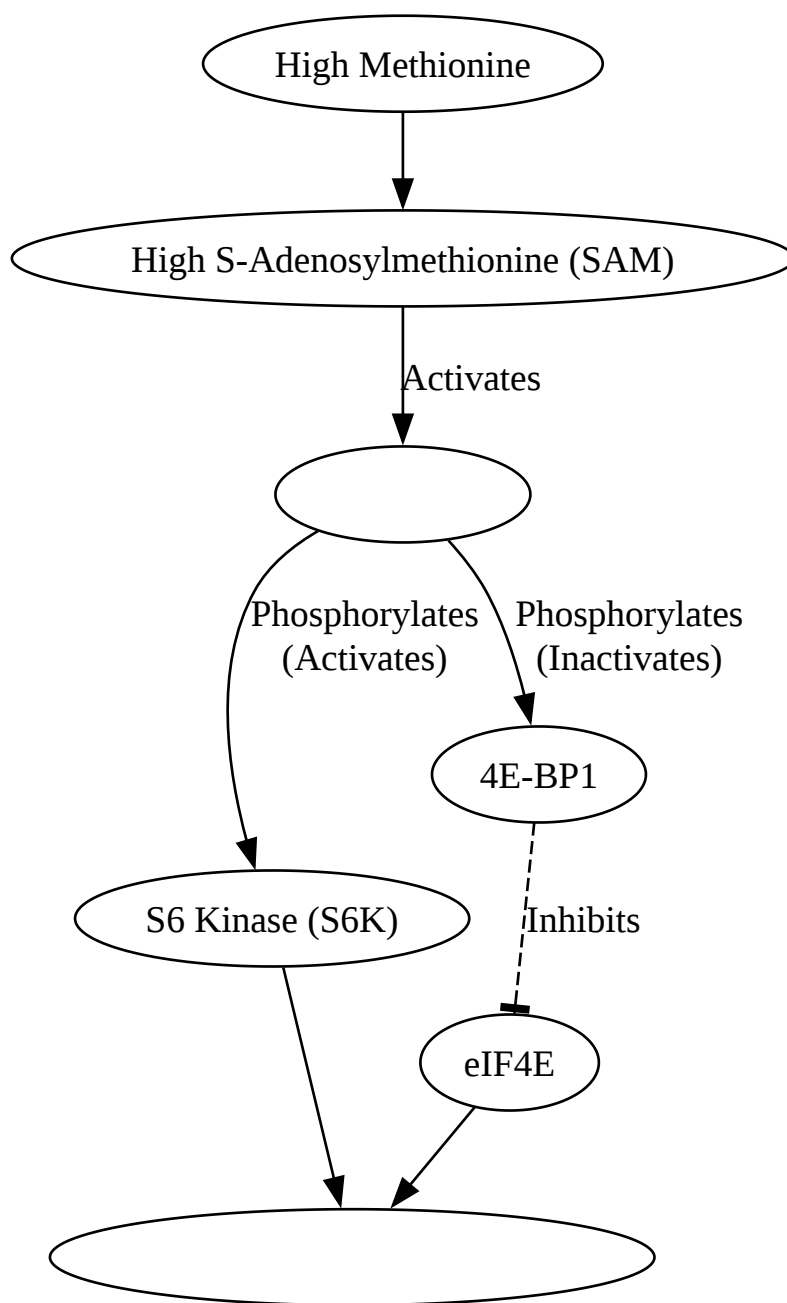 High Methionine
High S-Adenosylmethionine (SAM)
Activates
Phosphorylates
(Activates)
Phosphorylates
(Inactivates)
4E-BP1
S6 Kinase (S6K)
Inhibits
eIF4E